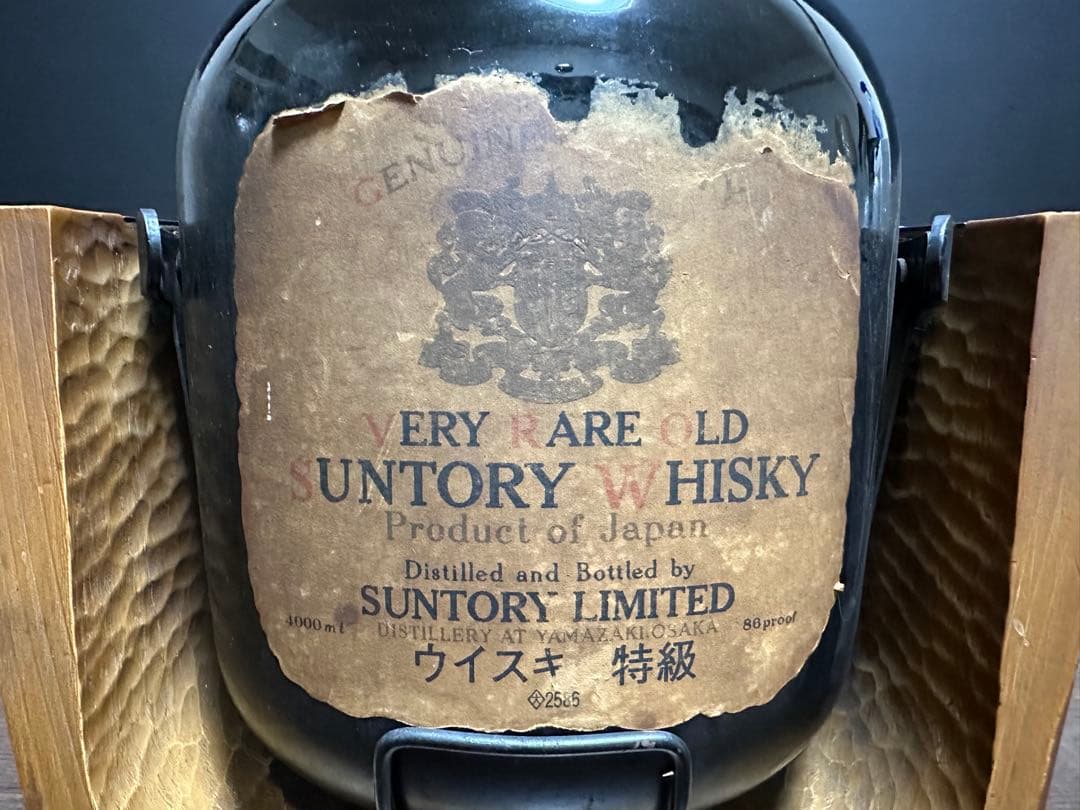 GENUINE
VERY RARE OLD
SUNTORY WHISKY
Product of Japan
Distilled and Bottled by
SUNTORY LIMITED
4000ml DISTILLERY AT YAMAZAKI.OSAKA 86proof
ウイスキ 特級